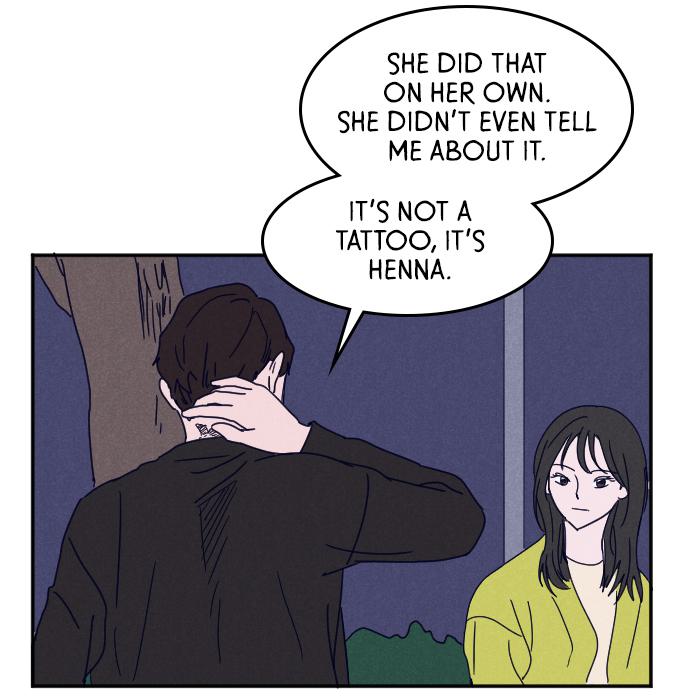 SHE DID THAT
ON HER OWN.
SHE DIDN'T EVEN TELL
ME ABOUT IT.
IT'S NOT A
TATTOO, IT'S
HENNA.